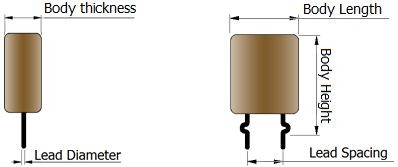 Body thickness
Body Length
Body Height
Lead Diameter
Lead Spacing